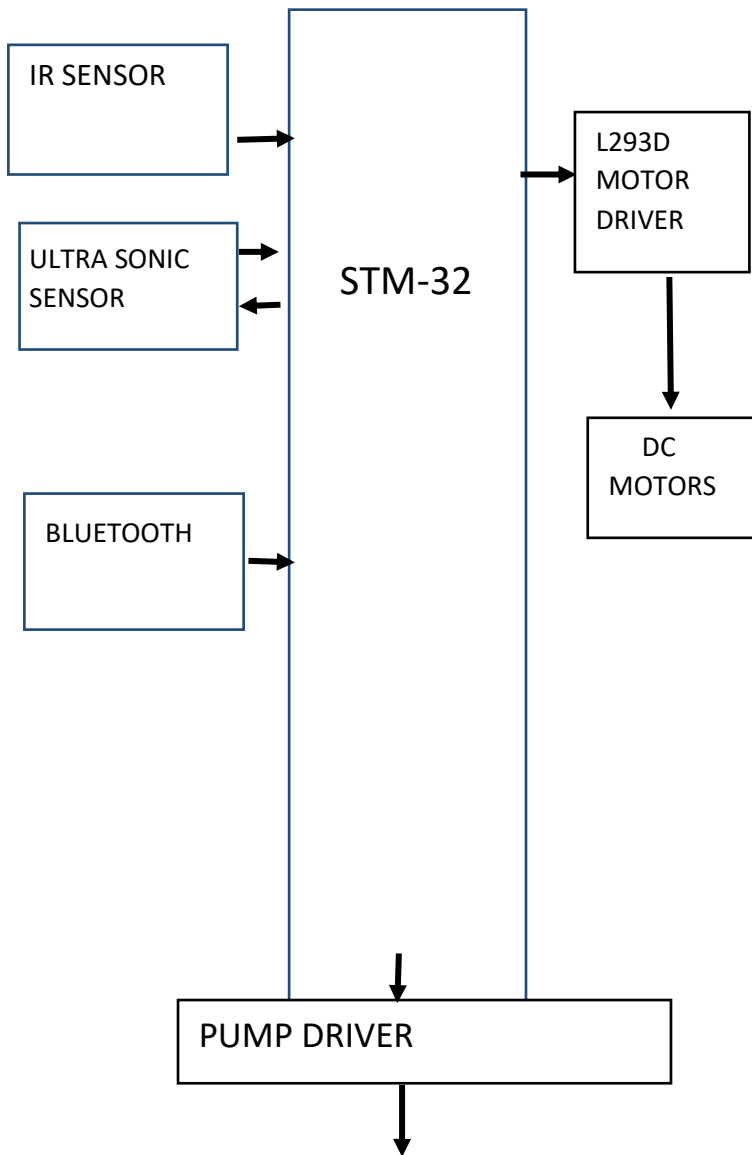 IR SENSOR
L293D
MOTOR
DRIVER
ULTRA SONIC
SENSOR
STM-32
DC
MOTORS
BLUETOOTH
PUMP DRIVER